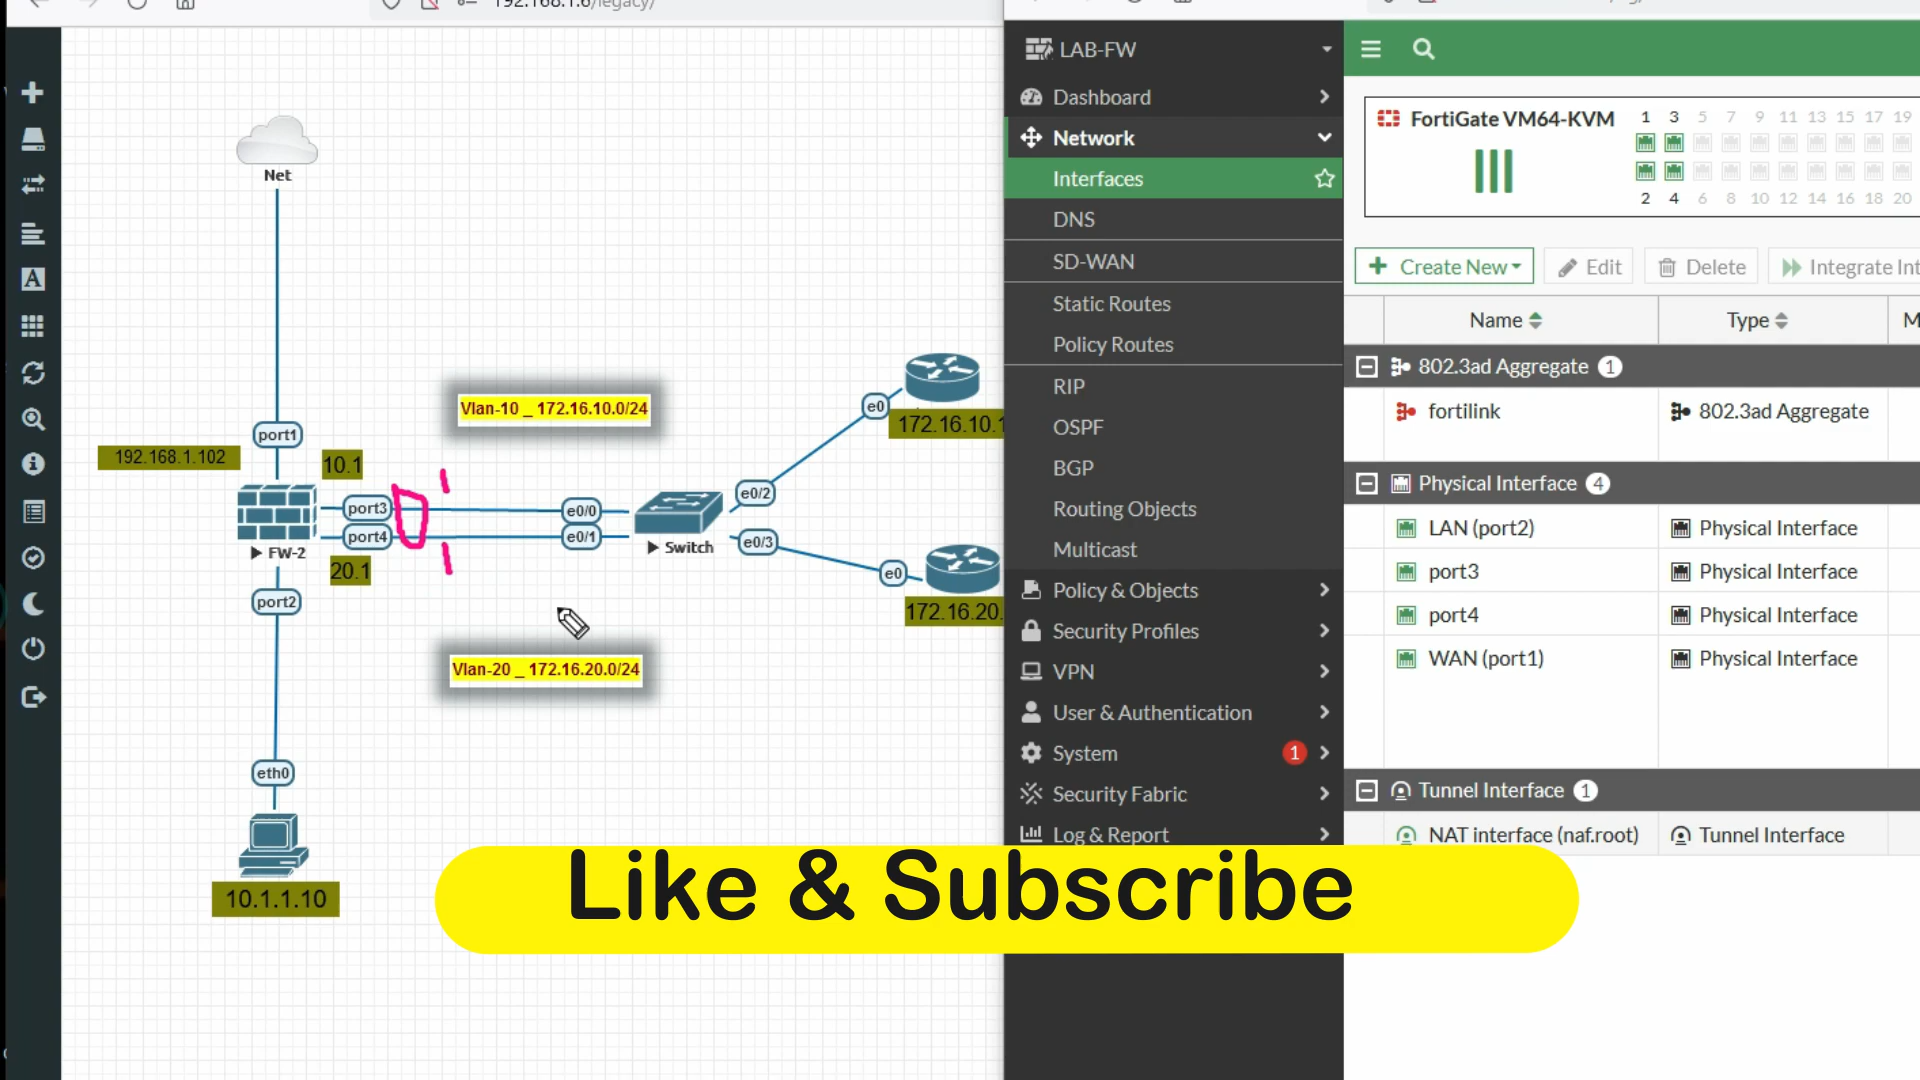 192.168.1.6/legacy/
Net
Vlan-10 _ 172.16.10.0/24
e0
172.16.10.1
port1
192.168.1.102
10.1
port3
e0/0
e0/2
port4
e0/1
Switch
e0/3
FW-2
20.1
e0
port2
172.16.20.
Vlan-20 _ 172.16.20.0/24
eth0
10.1.1.10
LAB-FW
Dashboard
Network
Interfaces
DNS
SD-WAN
Static Routes
Policy Routes
RIP
OSPF
BGP
Routing Objects
Multicast
Policy & Objects
Security Profiles
VPN
User & Authentication
System 1
Security Fabric
Log & Report
FortiGate VM64-KVM
1 3 5 7 9 11 13 15 17 19
2 4 6 8 10 12 14 16 18 20
Create New Edit Delete Integrate Int
Name Type M
802.3ad Aggregate 1
fortilink 802.3ad Aggregate
Physical Interface 4
LAN (port2) Physical Interface
port3 Physical Interface
port4 Physical Interface
WAN (port1) Physical Interface
Tunnel Interface 1
NAT interface (naf.root) Tunnel Interface
Like & Subscribe